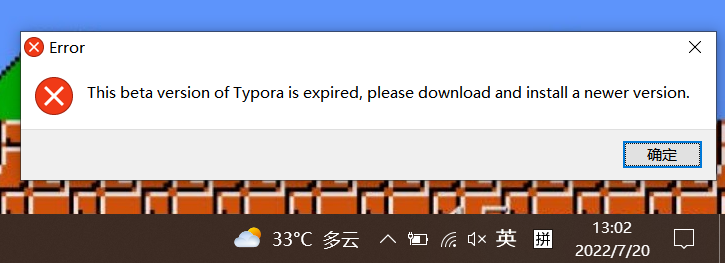 Error
This beta version of Typora is expired, please download and install a newer version.
确定
33°C 多云
英
拼
13:02
2022/7/20